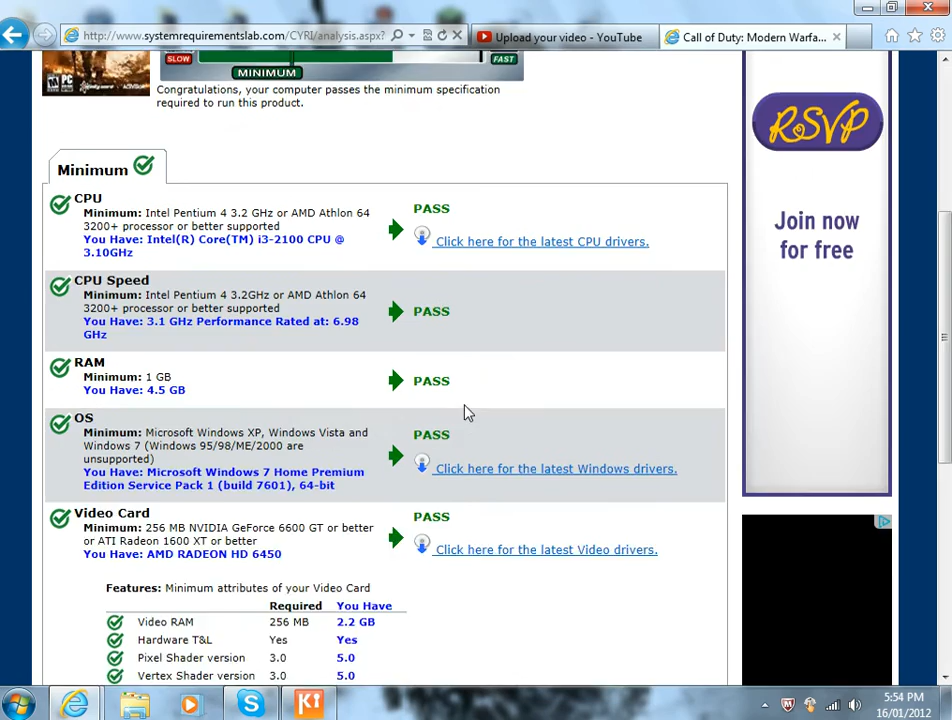 http://www.systemrequirementslab.com/CYRI/analysis.aspx?
Upload your video - YouTube
Call of Duty: Modern Warfa...
SLOW
FAST
MINIMUM
PC
Congratulations, your computer passes the minimum specification
required to run this product.
Minimum
CPU
Minimum: Intel Pentium 4 3.2 GHz or AMD Athlon 64
3200+ processor or better supported
You Have: Intel(R) Core(TM) i3-2100 CPU @
3.10GHz
PASS
Click here for the latest CPU drivers.
CPU Speed
Minimum: Intel Pentium 4 3.2GHz or AMD Athlon 64
3200+ processor or better supported
You Have: 3.1 GHz Performance Rated at: 6.98
GHz
PASS
RAM
Minimum: 1 GB
You Have: 4.5 GB
PASS
OS
Minimum: Microsoft Windows XP, Windows Vista and
Windows 7 (Windows 95/98/ME/2000 are
unsupported)
You Have: Microsoft Windows 7 Home Premium
Edition Service Pack 1 (build 7601), 64-bit
PASS
Click here for the latest Windows drivers.
Video Card
Minimum: 256 MB NVIDIA GeForce 6600 GT or better
or ATI Radeon 1600 XT or better
You Have: AMD RADEON HD 6450
PASS
Click here for the latest Video drivers.
Features: Minimum attributes of your Video Card
Required You Have
Video RAM 256 MB 2.2 GB
Hardware T&L Yes Yes
Pixel Shader version 3.0 5.0
Vertex Shader version 3.0 5.0
RSVP
Join now
for free
Ki
5:54 PM
16/01/2012